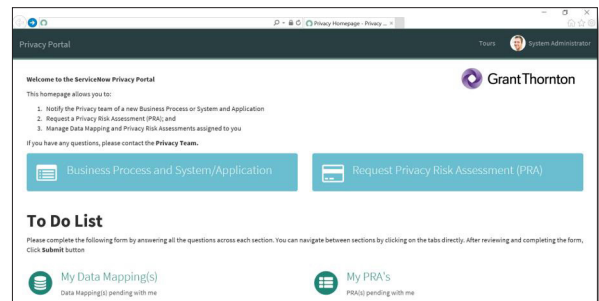 Privacy Homepage - Privacy ...
Privacy Portal
Tours
System Administrator
Welcome to the ServiceNow Privacy Portal
Grant Thornton
This homepage allows you to:
1. Notify the Privacy team of a new Business Process or System and Application
2. Request a Privacy Risk Assessment (PRA); and
3. Manage Data Mapping and Privacy Risk Assessments assigned to you
If you have any questions, please contact the Privacy Team.
Business Process and System/Application
Request Privacy Risk Assessment (PRA)
To Do List
Please complete the following form by answering all the questions across each section. You can navigate between sections by clicking on the tabs directly. After reviewing and completing the form,
Click Submit button
My Data Mapping(s)
Data Mapping(s) pending with me
My PRA's
PRA(s) pending with me